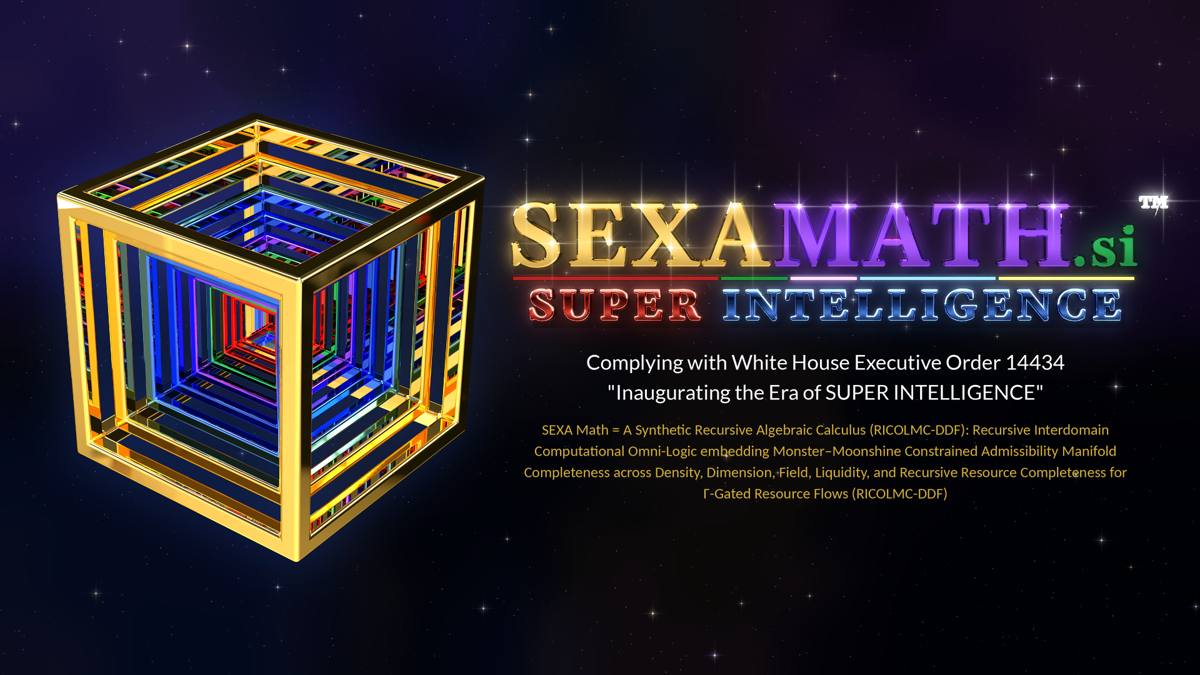 SEXAMATH.si™
SUPER INTELLIGENCE
Complying with White House Executive Order 14434
"Inaugurating the Era of SUPER INTELLIGENCE"
SEXA Math = A Synthetic Recursive Algebraic Calculus (RICOLMC-DDF): Recursive Interdomain
Computational Omni-Logic embedding Monster–Moonshine Constrained Admissibility Manifold
Completeness across Density, Dimension, Field, Liquidity, and Recursive Resource Completeness for
Γ-Gated Resource Flows (RICOLMC-DDF)